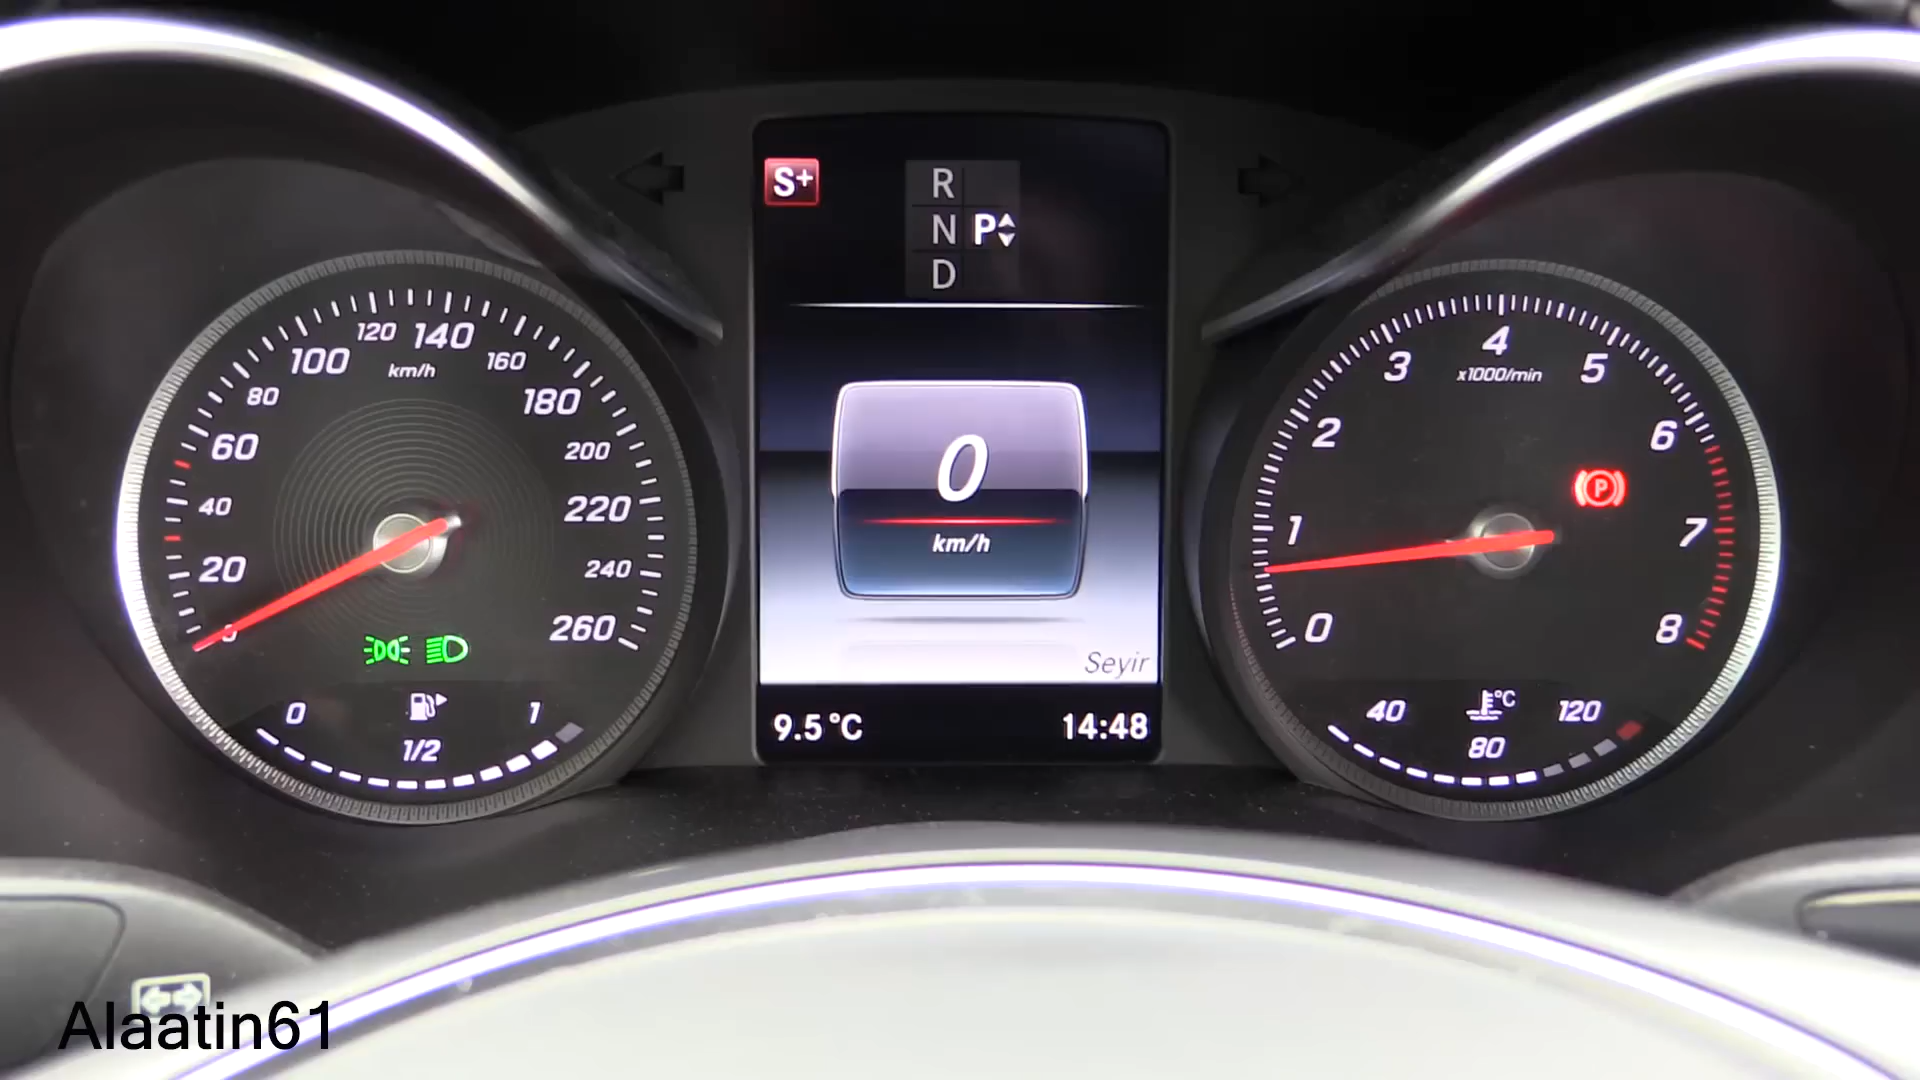 S+
R
N P
D
0
km/h
Seyir
9.5°C 14:48
0 20 40 60 80 100 120 140 160 180 200 220 240 260
km/h
0 1/2 1
0 1 2 3 4 5 6 7 8
x1000/min
P
40 80 120
°C
Alaatin61